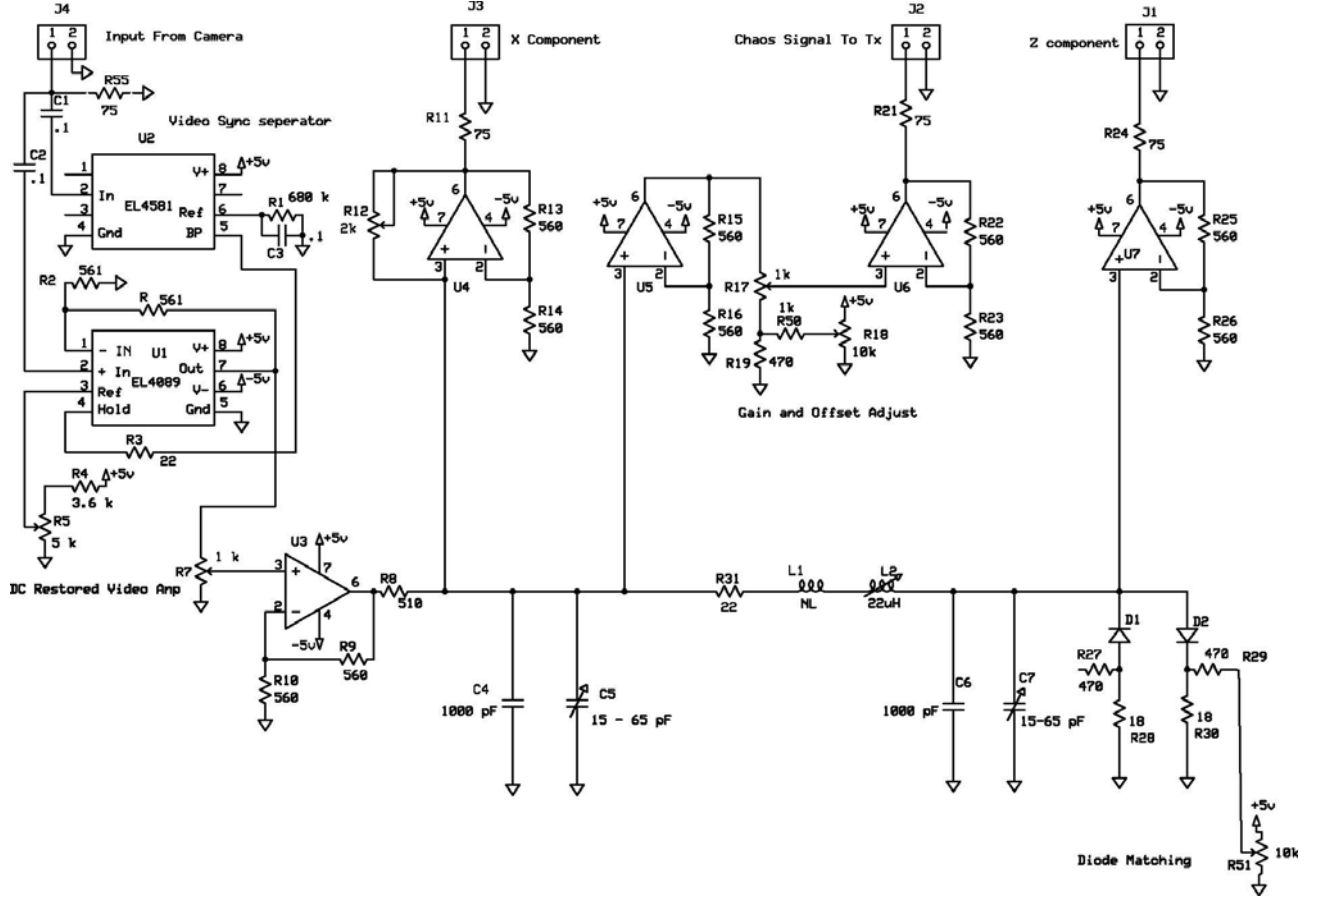 J4
1 2
Input From Camera
J3
1 2
X Component
J2
1 2
Chaos Signal To Tx
J1
1 2
Z component
R55
75
C1
.1
C2
.1
Video Sync seperator
U2
1
2 In
3
4 Gnd
EL4581
V+ 8 +5v
7
Ref 6
BP 5
R1 680 k
C3 .1
R2 561
R 561
U1
1 - IN
2 + In
3 Ref
4 Hold
EL4089
V+ 8 +5v
Out 7
V- 6 -5v
Gnd 5
R3
22
R4 +5v
3.6 k
R5
5 k
DC Restored Video Amp
R7 1 k
U3
+5v
3 + 7
6
2 - 4
-5v
R9
560
R10
560
R8
510
R11
75
R12
2k
6
+5v -5v
7 4
+ -
3 2
U4
R13
560
R14
560
6
+5v -5v
7 4
+ -
3 2
U5
R15
560
R16
560
R17 1k
1k
R50
R19 470
+5v
R18
10k
Gain and Offset Adjust
R21
75
6
+5v -5v
7 4
+ -
3 2
U6
R22
560
R23
560
R24
75
6
+5v -5v
7 4
+ U7 -
3 2
R25
560
R26
560
C4
1000 pF
C5
15 - 65 pF
R31
22
L1
NL
L2
22uH
C6
1000 pF
C7
15-65 pF
D1
D2
R27
470
470 R29
18
R28
18
R30
+5v
R51 10k
Diode Matching